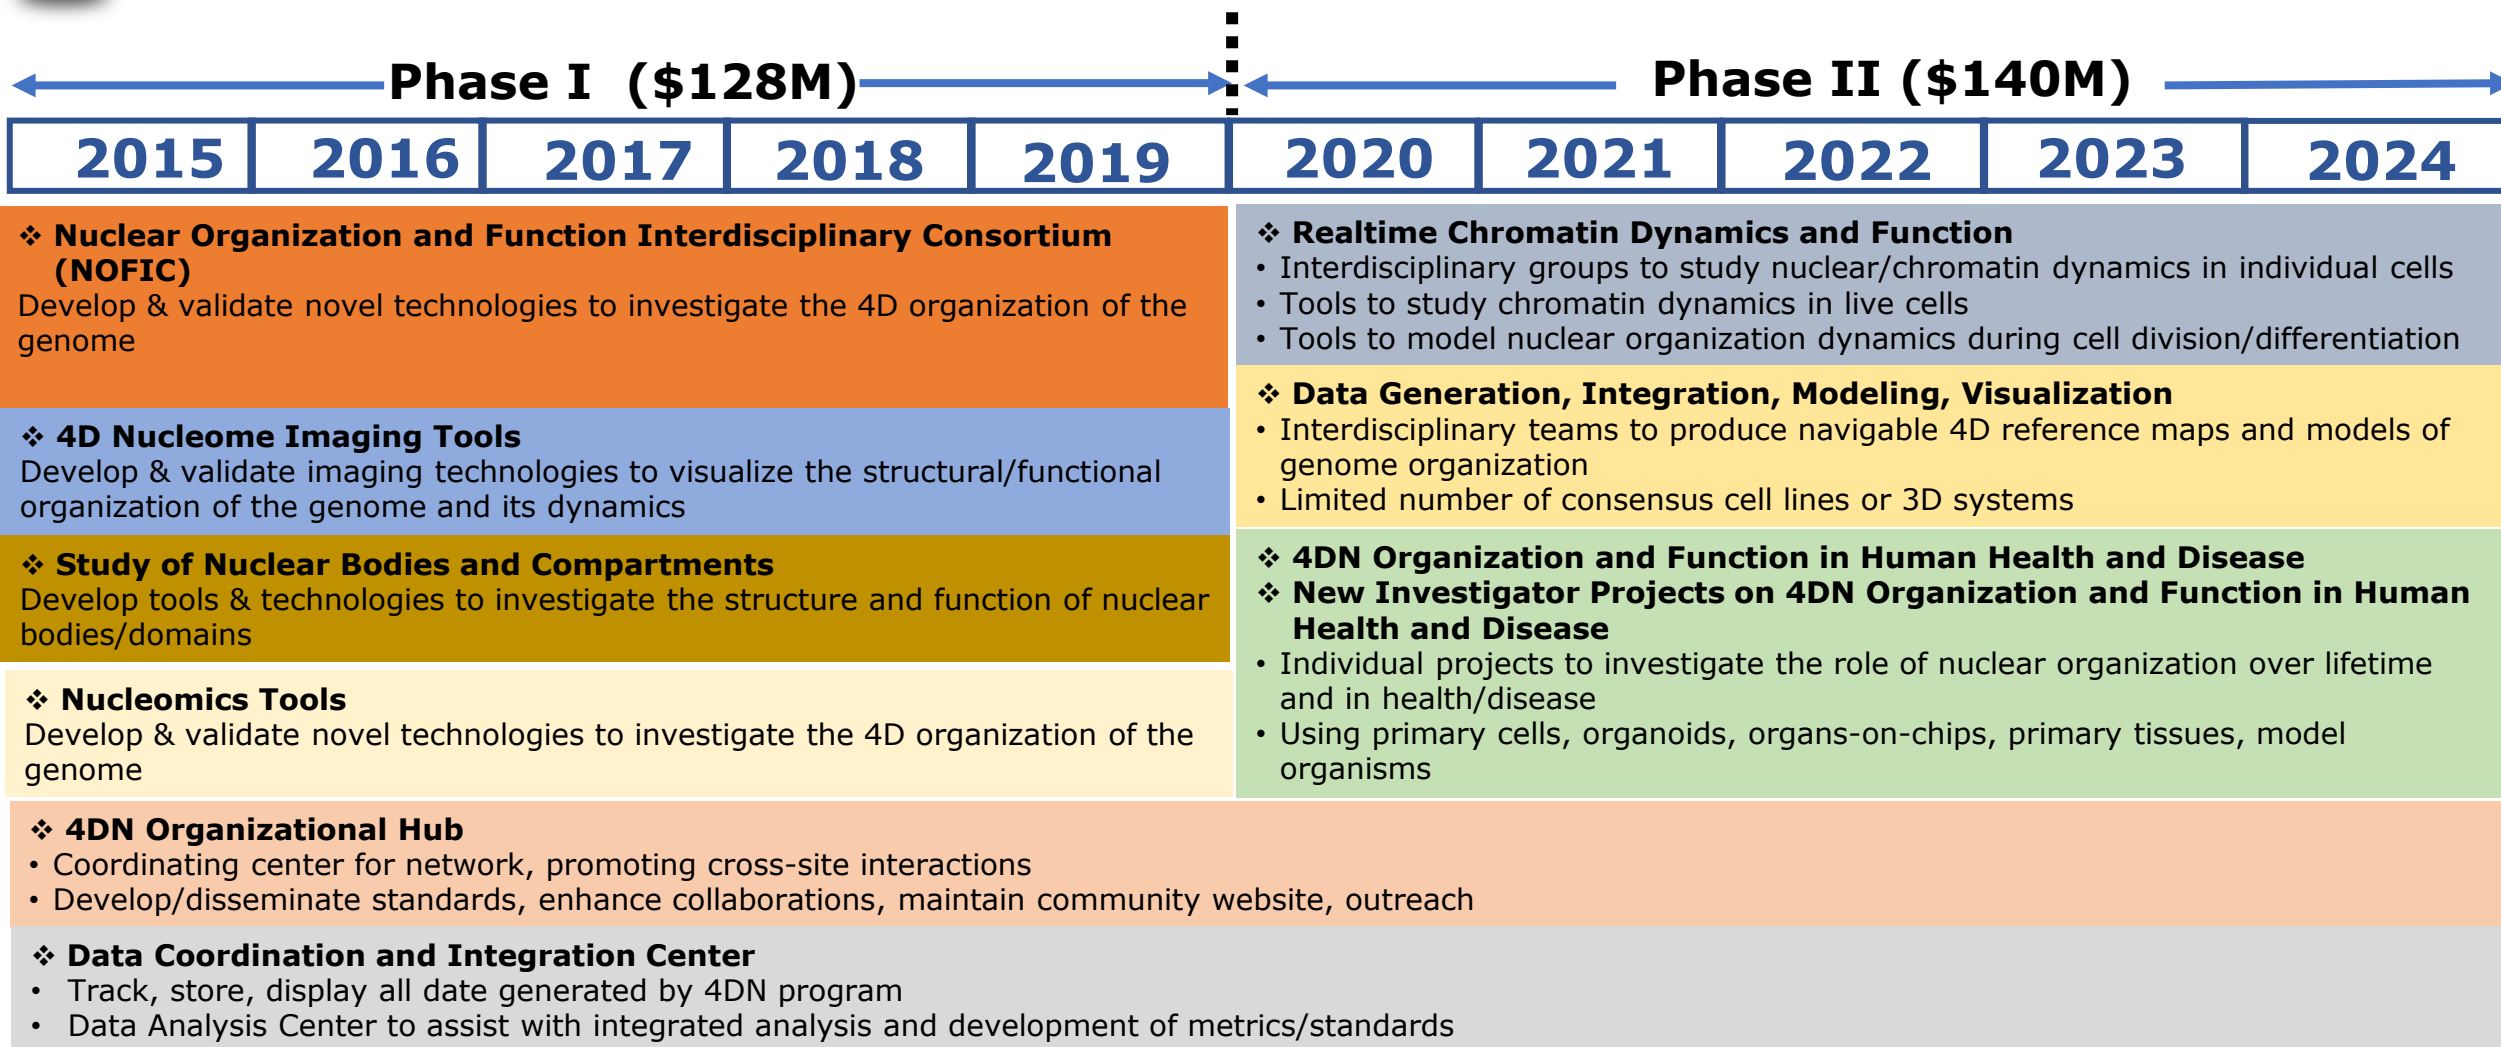 Phase I ($128M)
Phase II ($140M)
2015 2016 2017 2018 2019 2020 2021 2022 2023 2024
❖ Nuclear Organization and Function Interdisciplinary Consortium
(NOFIC)
Develop & validate novel technologies to investigate the 4D organization of the
genome
❖ 4D Nucleome Imaging Tools
Develop & validate imaging technologies to visualize the structural/functional
organization of the genome and its dynamics
❖ Study of Nuclear Bodies and Compartments
Develop tools & technologies to investigate the structure and function of nuclear
bodies/domains
❖ Nucleomics Tools
Develop & validate novel technologies to investigate the 4D organization of the
genome
❖ Realtime Chromatin Dynamics and Function
• Interdisciplinary groups to study nuclear/chromatin dynamics in individual cells
• Tools to study chromatin dynamics in live cells
• Tools to model nuclear organization dynamics during cell division/differentiation
❖ Data Generation, Integration, Modeling, Visualization
• Interdisciplinary teams to produce navigable 4D reference maps and models of
genome organization
• Limited number of consensus cell lines or 3D systems
❖ 4DN Organization and Function in Human Health and Disease
❖ New Investigator Projects on 4DN Organization and Function in Human
Health and Disease
• Individual projects to investigate the role of nuclear organization over lifetime
and in health/disease
• Using primary cells, organoids, organs-on-chips, primary tissues, model
organisms
❖ 4DN Organizational Hub
• Coordinating center for network, promoting cross-site interactions
• Develop/disseminate standards, enhance collaborations, maintain community website, outreach
❖ Data Coordination and Integration Center
• Track, store, display all date generated by 4DN program
• Data Analysis Center to assist with integrated analysis and development of metrics/standards